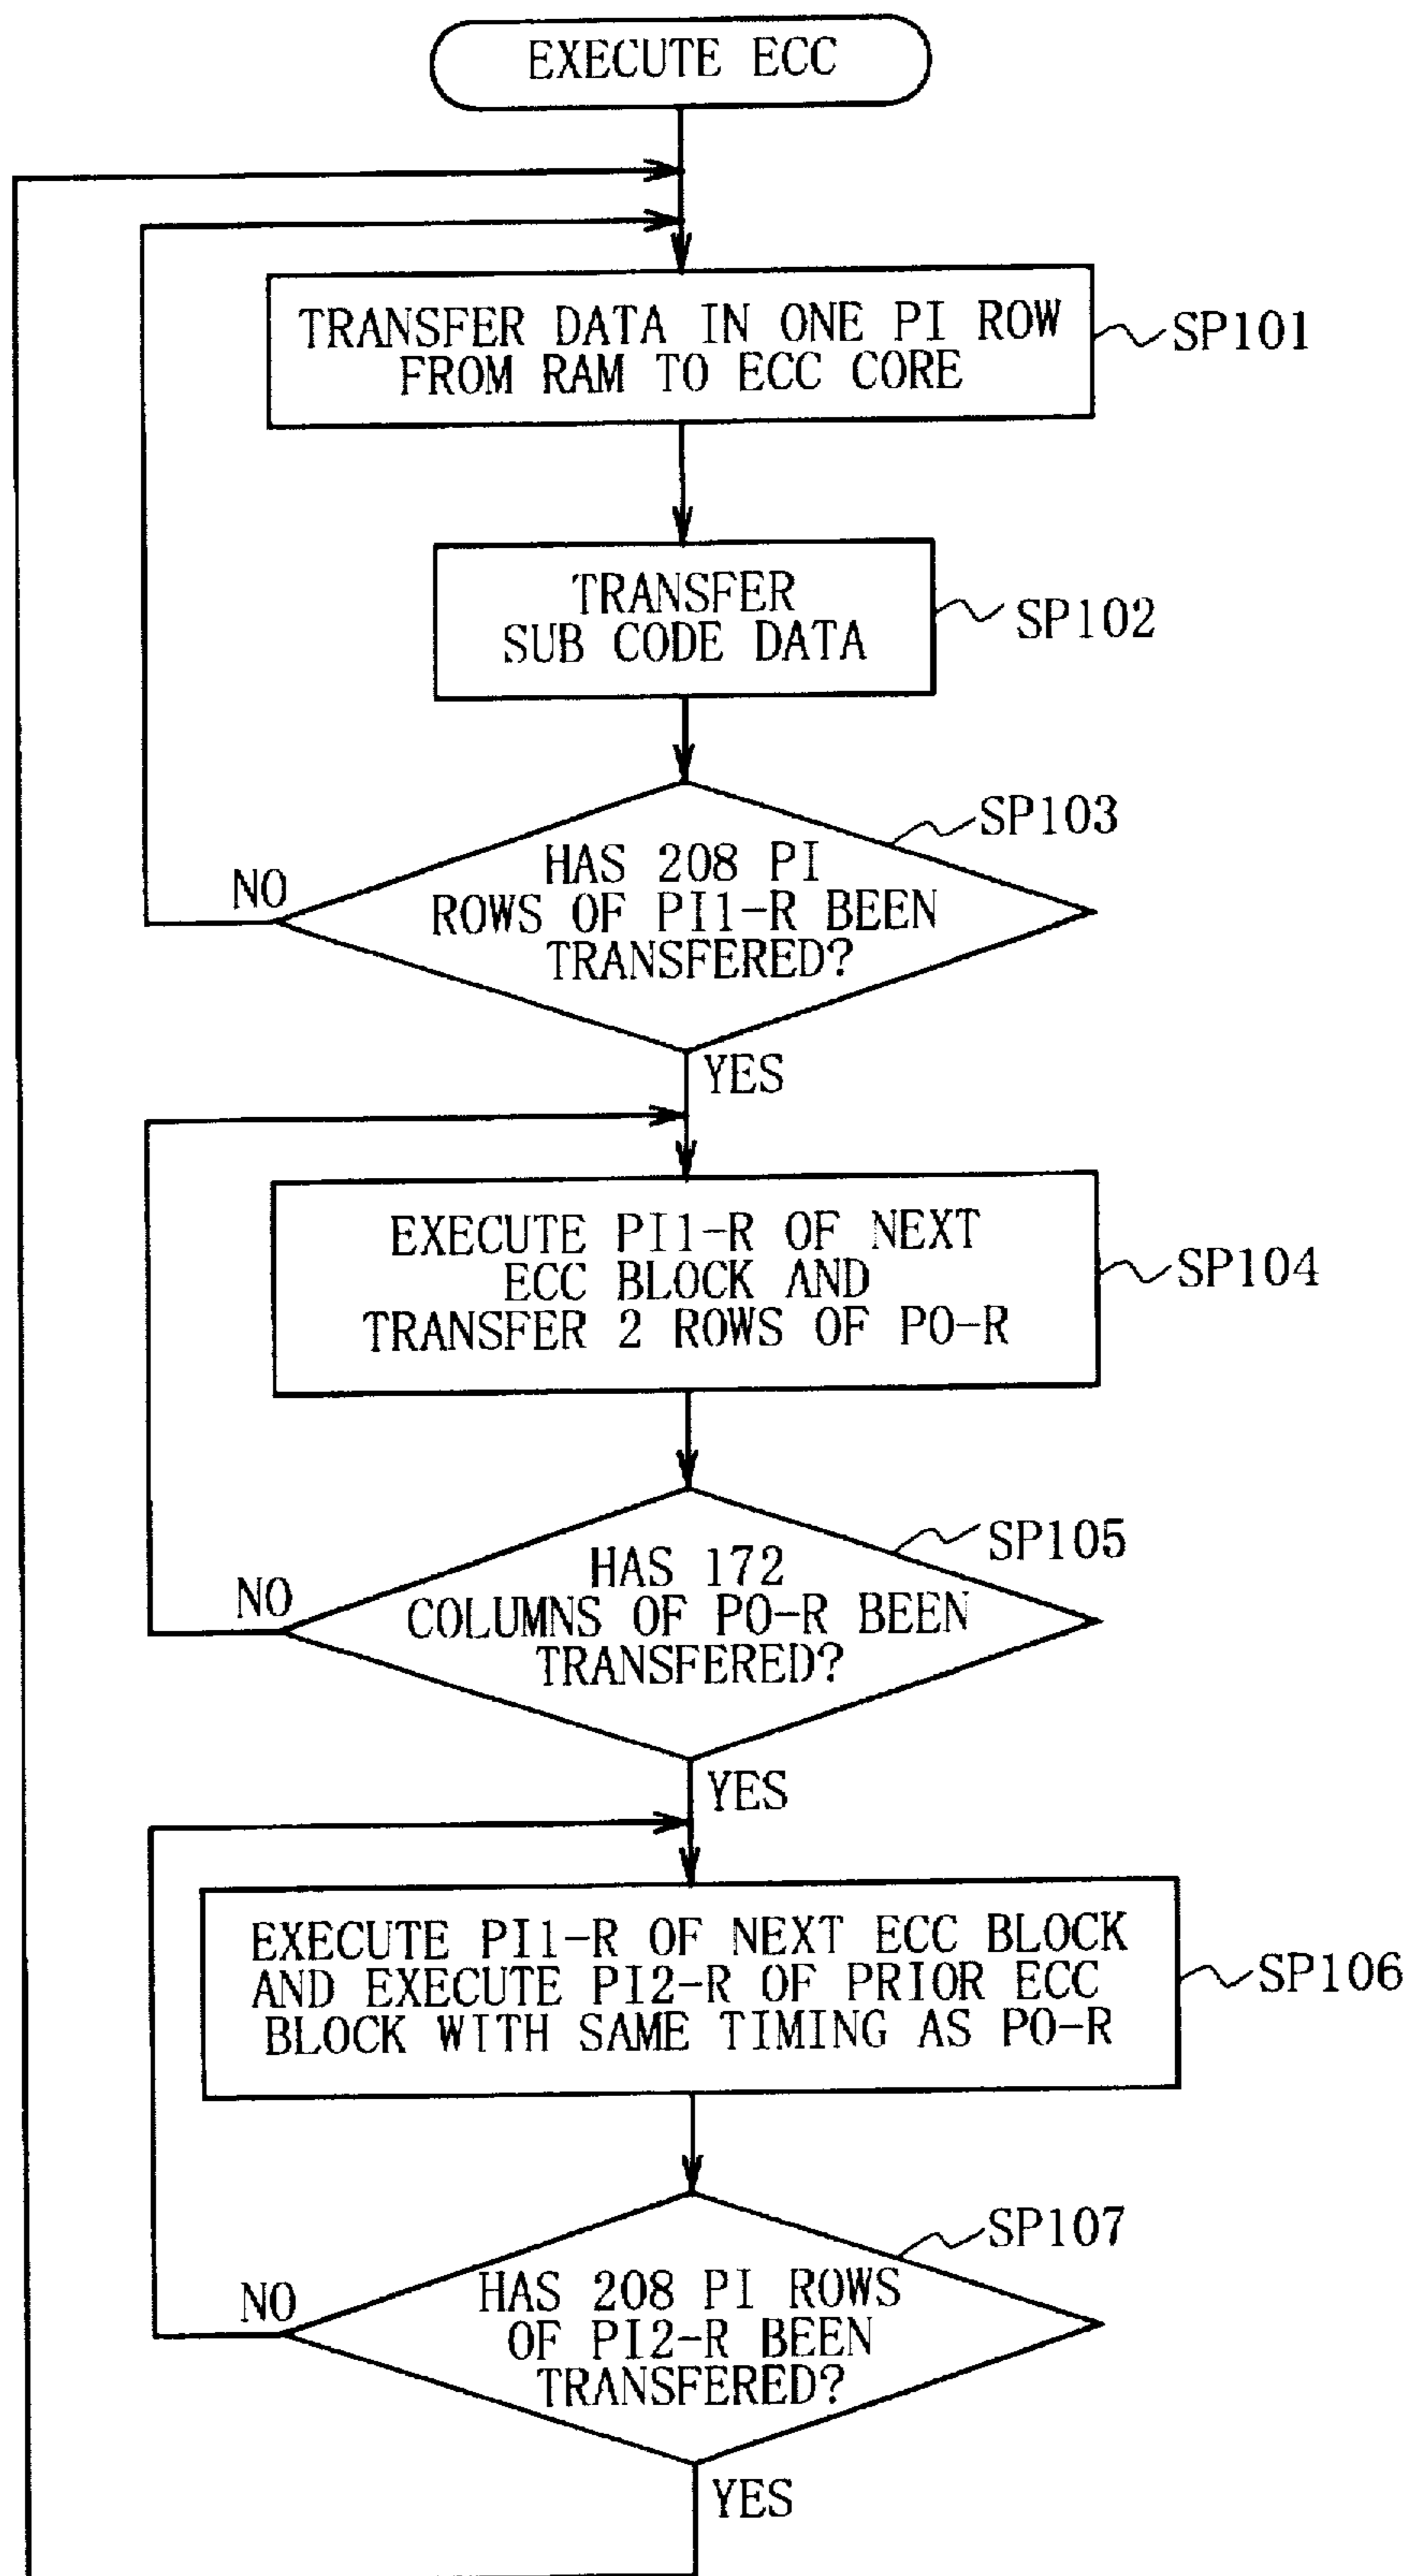 EXECUTE ECC
TRANSFER DATA IN ONE PI ROW
FROM RAM TO ECC CORE
SP101
TRANSFER
SUB CODE DATA
SP102
SP103
HAS 208 PI
ROWS OF PI1-R BEEN
TRANSFERED?
NO
YES
EXECUTE PI1-R OF NEXT
ECC BLOCK AND
TRANSFER 2 ROWS OF PO-R
SP104
SP105
HAS 172
COLUMNS OF PO-R BEEN
TRANSFERED?
NO
YES
EXECUTE PI1-R OF NEXT ECC BLOCK
AND EXECUTE PI2-R OF PRIOR ECC
BLOCK WITH SAME TIMING AS PO-R
SP106
SP107
HAS 208 PI ROWS
OF PI2-R BEEN
TRANSFERED?
NO
YES